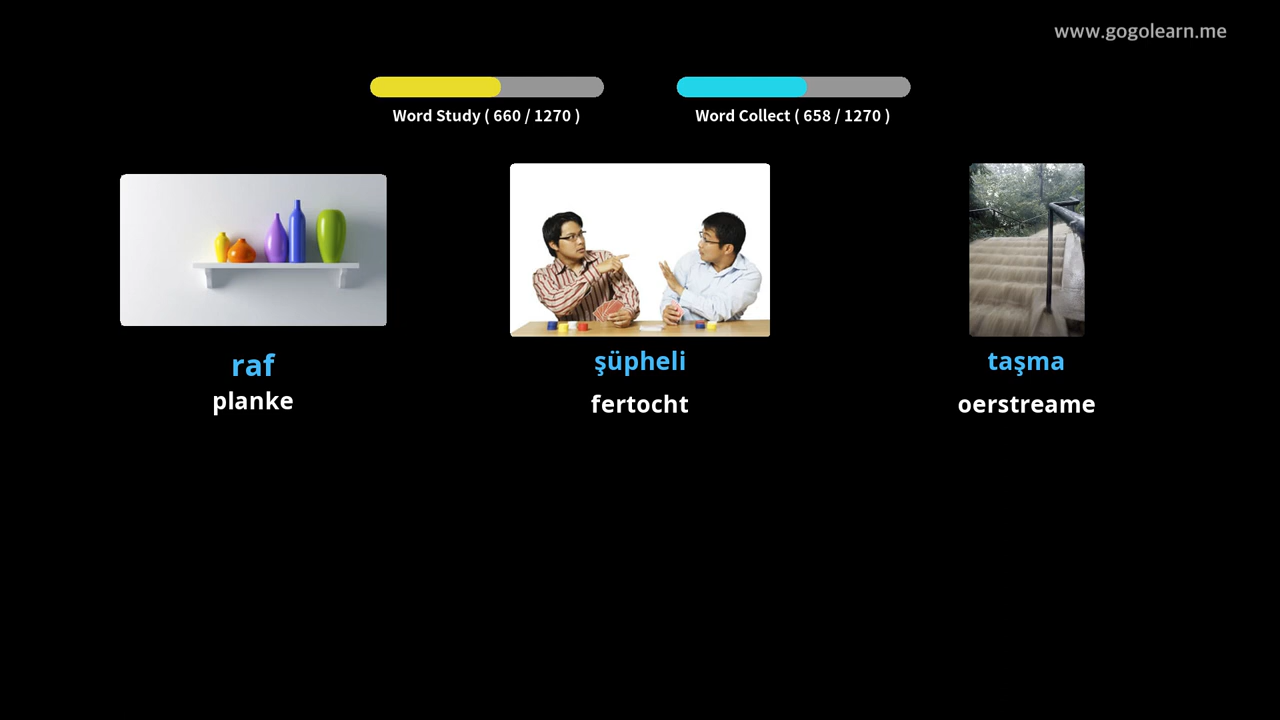 www.gogolearn.me
Word Study ( 660 / 1270 )
Word Collect ( 658 / 1270 )
raf
planke
şüpheli
fertocht
taşma
oerstreame